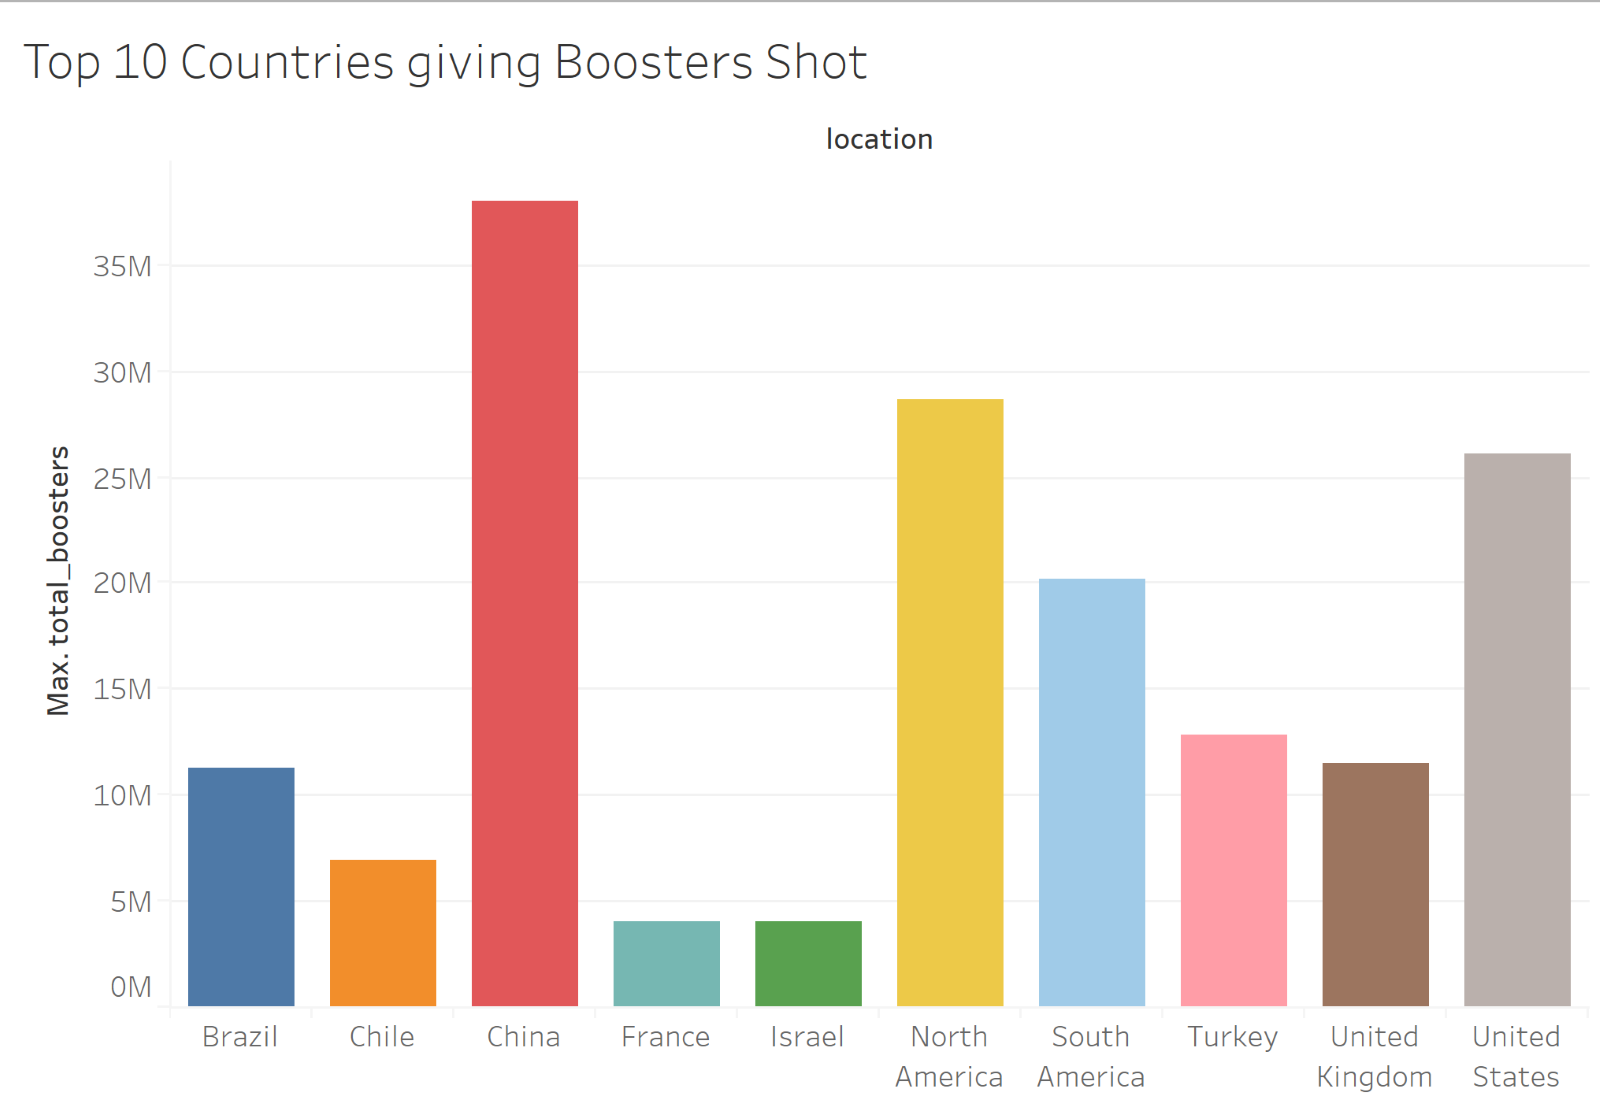 Top 10 Countries giving Boosters Shot
location
Max. total_boosters
35M
30M
25M
20M
15M
10M
5M
0M
Brazil
Chile
China
France
Israel
North
America
South
America
Turkey
United
Kingdom
United
States